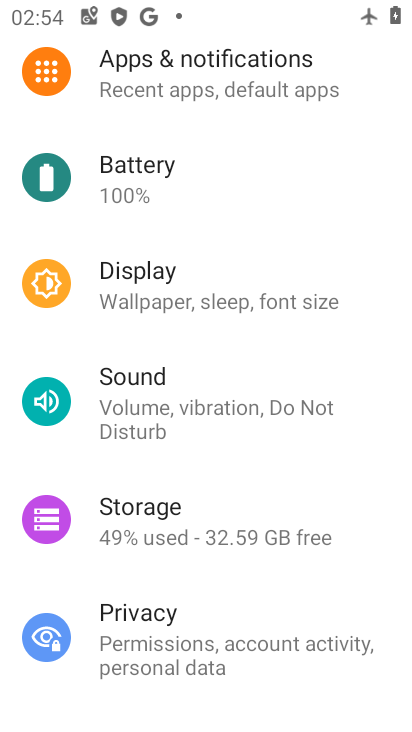 02:54
Apps & notifications
Recent apps, default apps
Battery
100%
Display
Wallpaper, sleep, font size
Sound
Volume, vibration, Do Not
Disturb
Storage
49% used - 32.59 GB free
Privacy
Permissions, account activity,
personal data